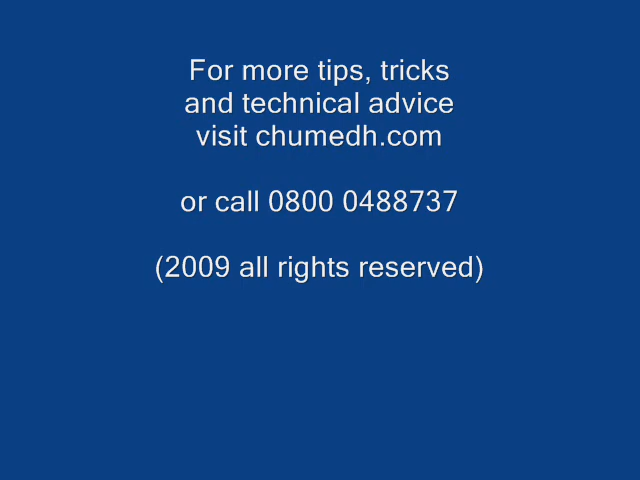 For more tips, tricks
and technical advice
visit chumedh.com
or call 0800 0488737
(2009 all rights reserved)